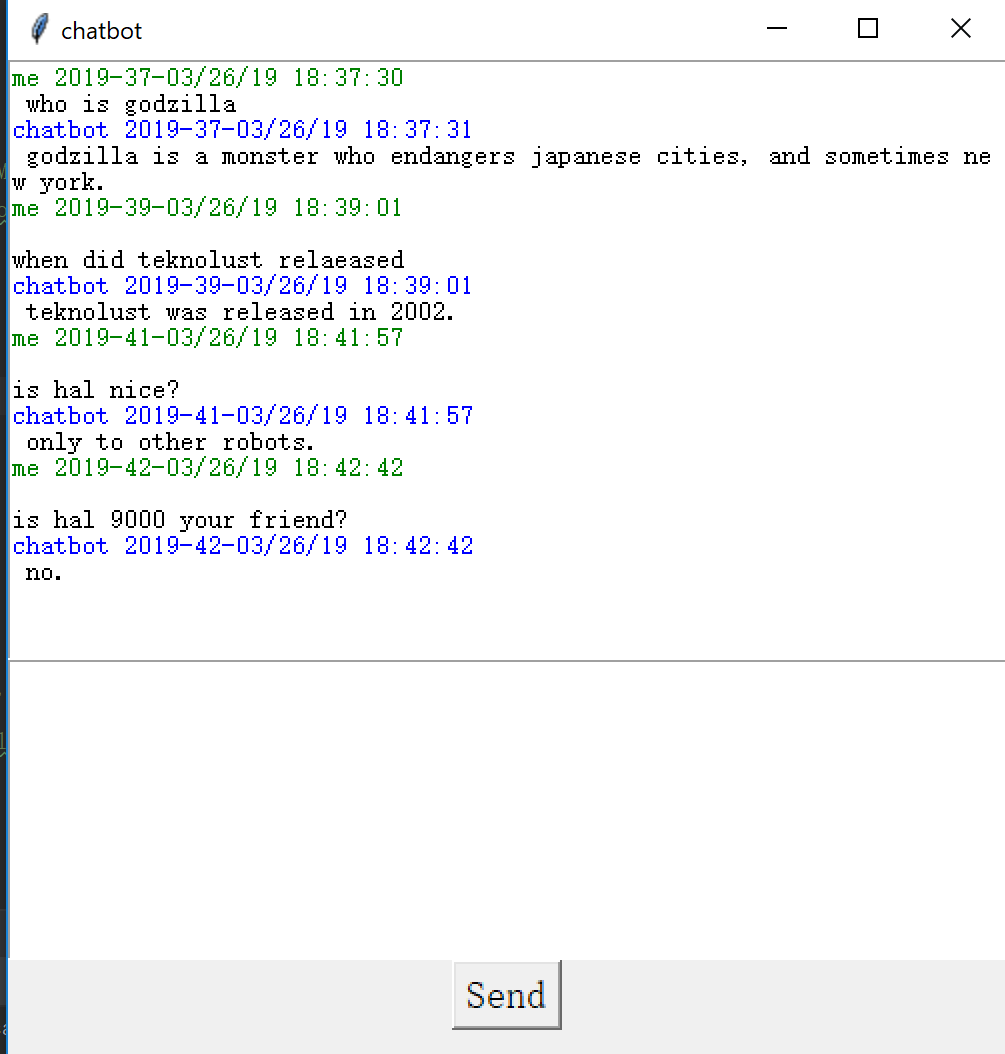 chatbot
me 2019-37-03/26/19 18:37:30
who is godzilla
chatbot 2019-37-03/26/19 18:37:31
godzilla is a monster who endangers japanese cities, and sometimes ne
w york.
me 2019-39-03/26/19 18:39:01
when did teknolust relaeased
chatbot 2019-39-03/26/19 18:39:01
teknolust was released in 2002.
me 2019-41-03/26/19 18:41:57
is hal nice?
chatbot 2019-41-03/26/19 18:41:57
only to other robots.
me 2019-42-03/26/19 18:42:42
is hal 9000 your friend?
chatbot 2019-42-03/26/19 18:42:42
no.
Send